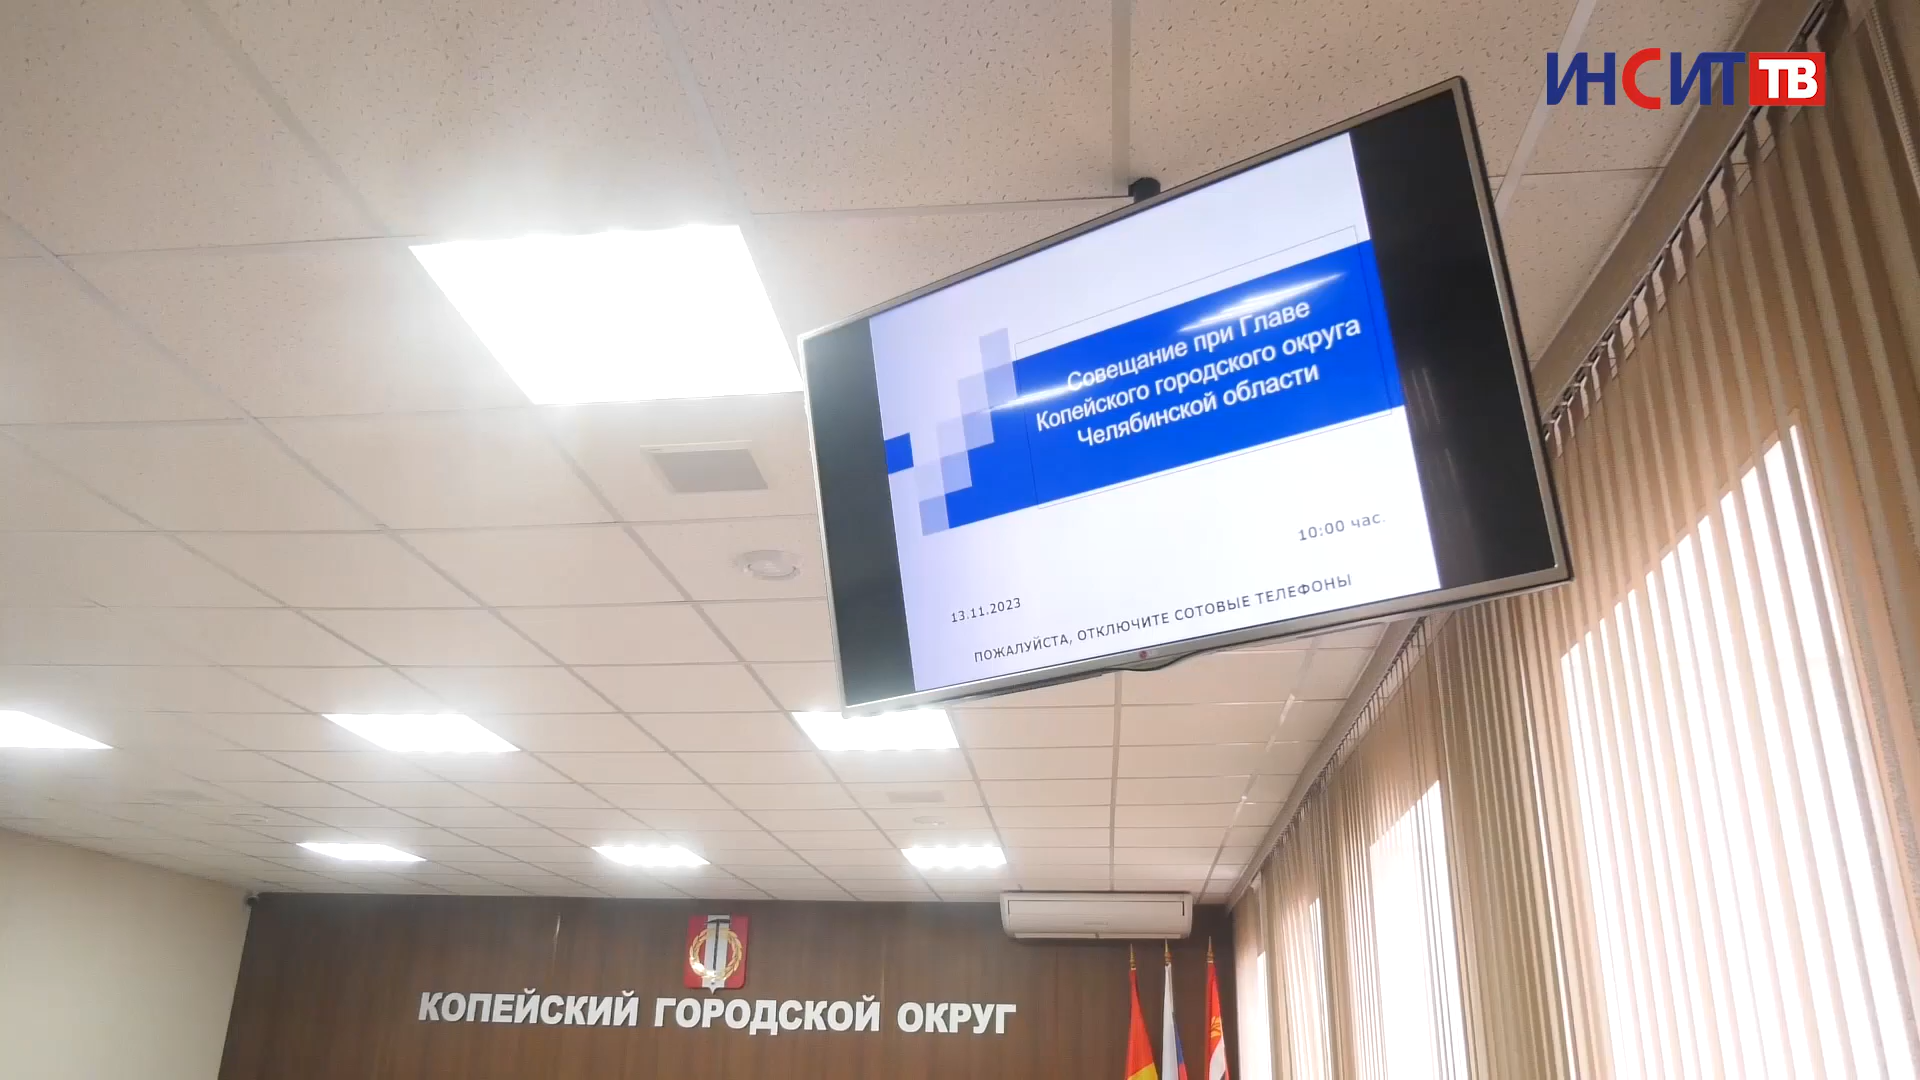 ИНСИТ ТВ
Совещание при Главе
Копейского городского округа
Челябинской области
10:00 час.
13.11.2023
ПОЖАЛУЙСТА, ОТКЛЮЧИТЕ СОТОВЫЕ ТЕЛЕФОНЫ
КОПЕЙСКИЙ ГОРОДСКОЙ ОКРУГ